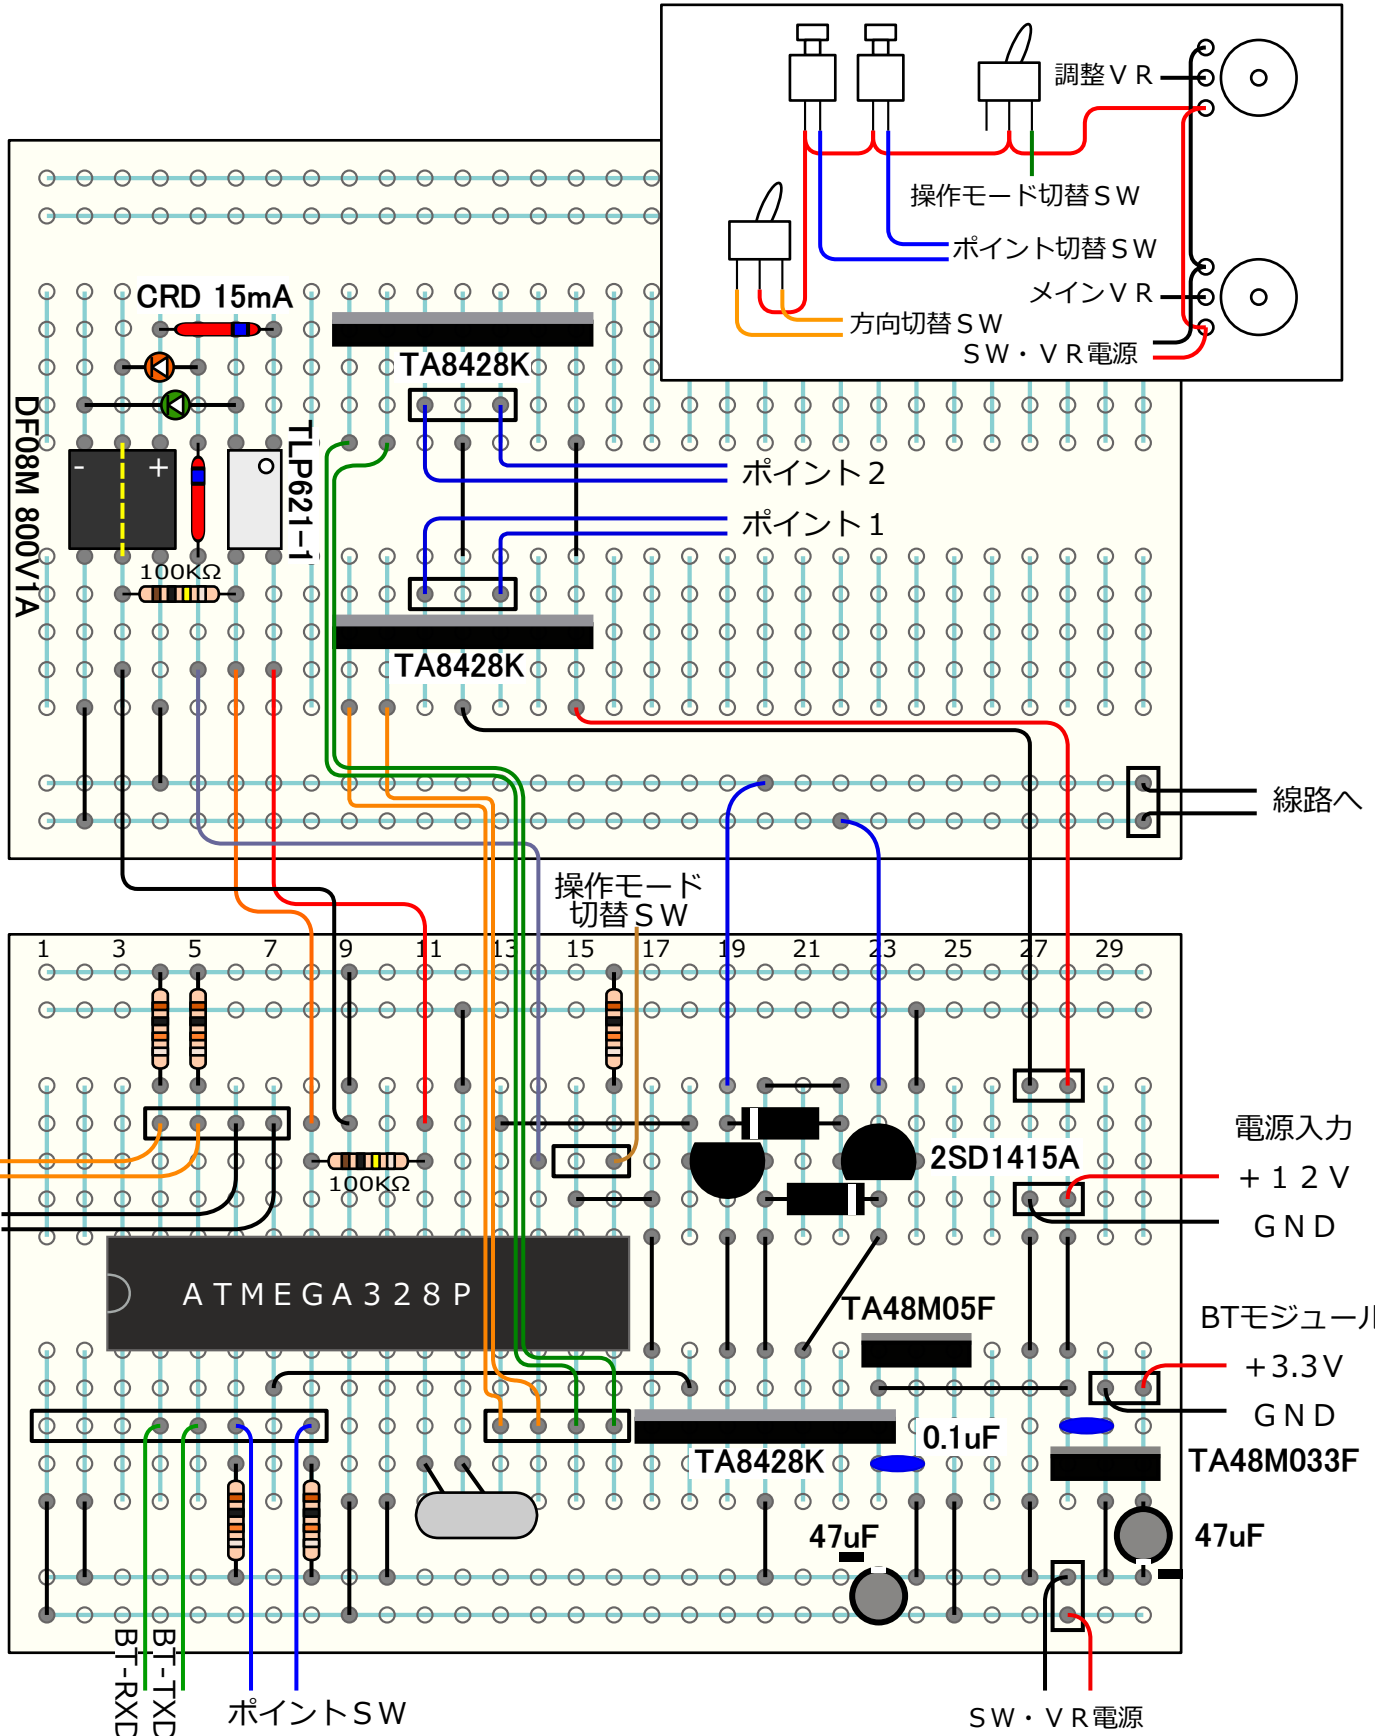 調整ＶＲ
操作モード切替ＳＷ
ポイント切替ＳＷ
メインＶＲ
方向切替ＳＷ
ＳＷ・ＶＲ電源
CRD 15mA
TA8428K
DF08M 800V1A
-
+
TLP621-1
ポイント２
ポイント１
100KΩ
TA8428K
線路へ
操作モード
切替ＳＷ
1 3 5 7 9 11 13 15 17 19 21 23 25 27 29
2SD1415A
100KΩ
電源入力
＋１２Ｖ
ＧＮＤ
ＡＴＭＥＧＡ３２８Ｐ
TA48M05F
BTモジュール
＋3.3Ｖ
ＧＮＤ
0.1uF
TA8428K
TA48M033F
47uF
47uF
BT-RXD
BT-TXD
ポイントＳＷ
ＳＷ・ＶＲ電源